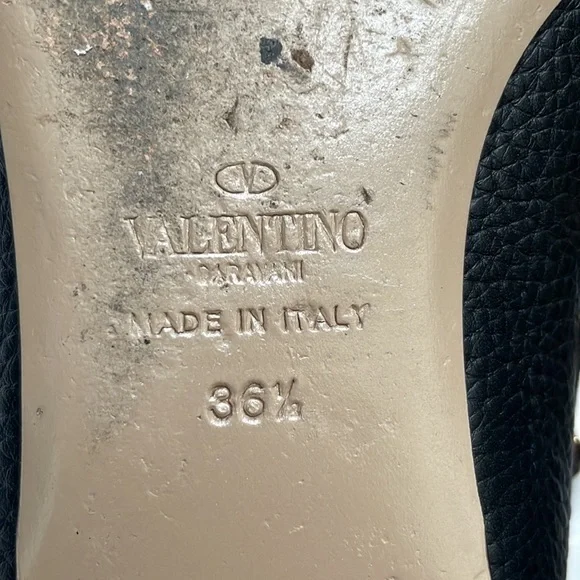 V
VALENTINO
GARAVANI
MADE IN ITALY
36½